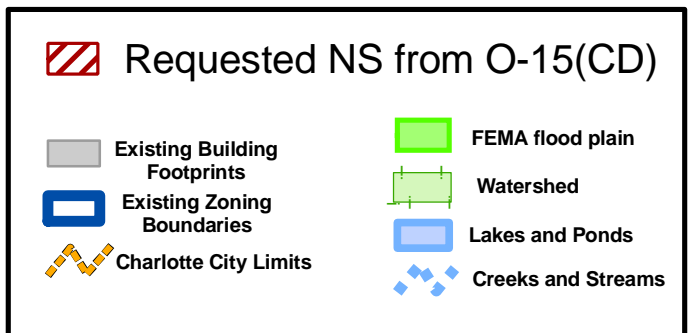 Requested NS from O-15(CD)
Existing Building
Footprints
Existing Zoning
Boundaries
Charlotte City Limits
FEMA flood plain
Watershed
Lakes and Ponds
Creeks and Streams